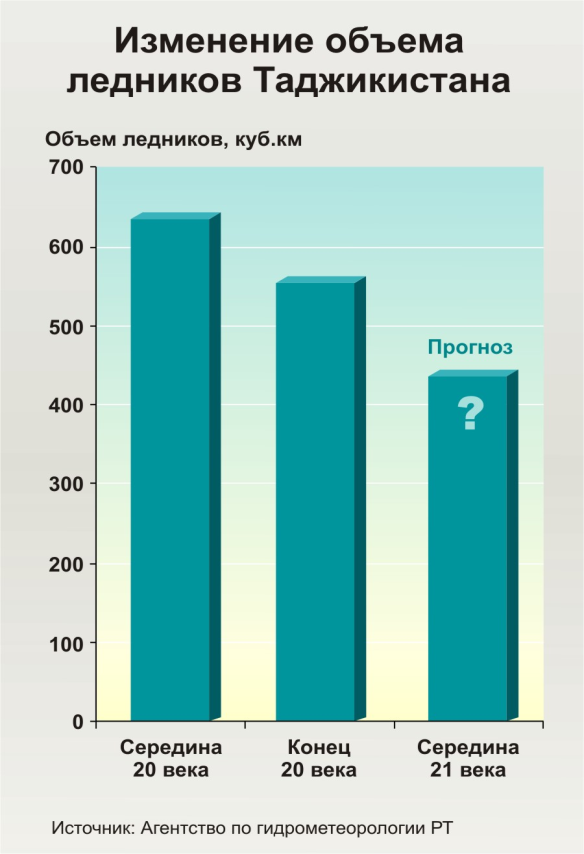 Изменение объема
ледников Таджикистана
Объем ледников, куб.км
700
600
500
400
300
200
100
0
Прогноз
?
Середина
20 века
Конец
20 века
Середина
21 века
Источник: Агентство по гидрометеорологии РТ